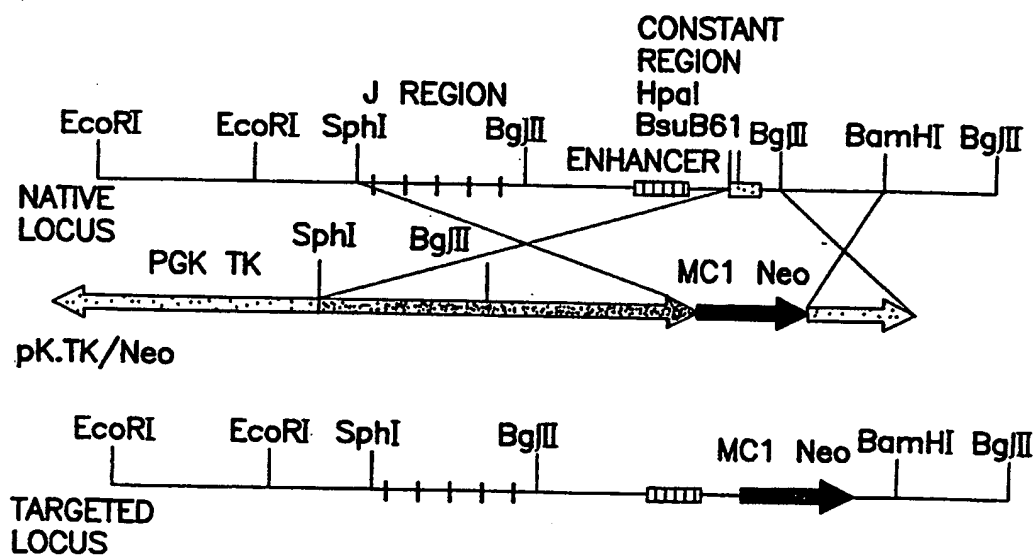 CONSTANT
REGION
HpaI
BsuB61
J REGION
EcoRI EcoRI SphI BglII BglII BamHI BglII
ENHANCER
NATIVE
LOCUS
SphI BglII
PGK TK MC1 Neo
pK.TK/Neo
EcoRI EcoRI SphI BglII MC1 Neo BamHI BglII
TARGETED
LOCUS